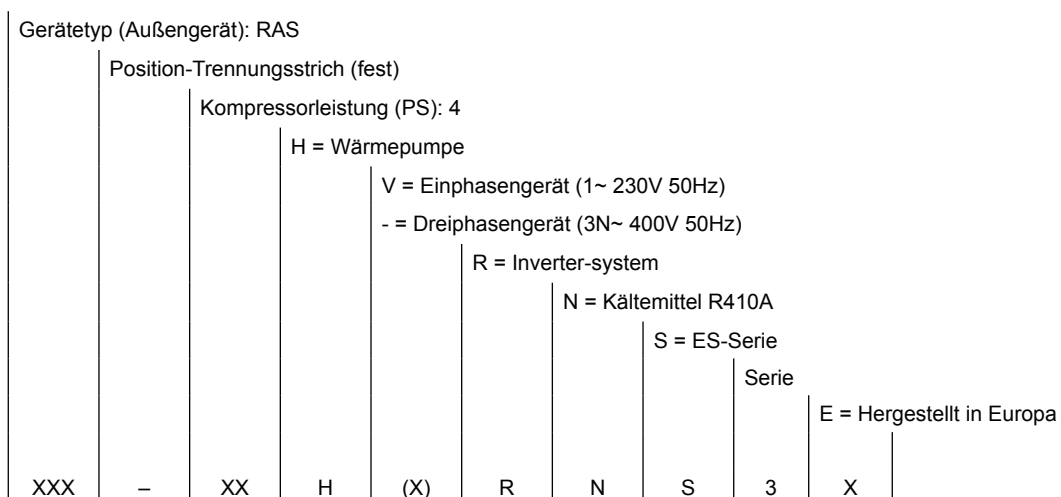 Gerätetyp (Außengerät): RAS
Position-Trennungsstrich (fest)
Kompressorleistung (PS): 4
H = Wärmepumpe
V = Einphasengerät (1~ 230V 50Hz)
- = Dreiphasengerät (3N~ 400V 50Hz)
R = Inverter-system
N = Kältemittel R410A
S = ES-Serie
Serie
E = Hergestellt in Europa
XXX – XX H (X) R N S 3 X